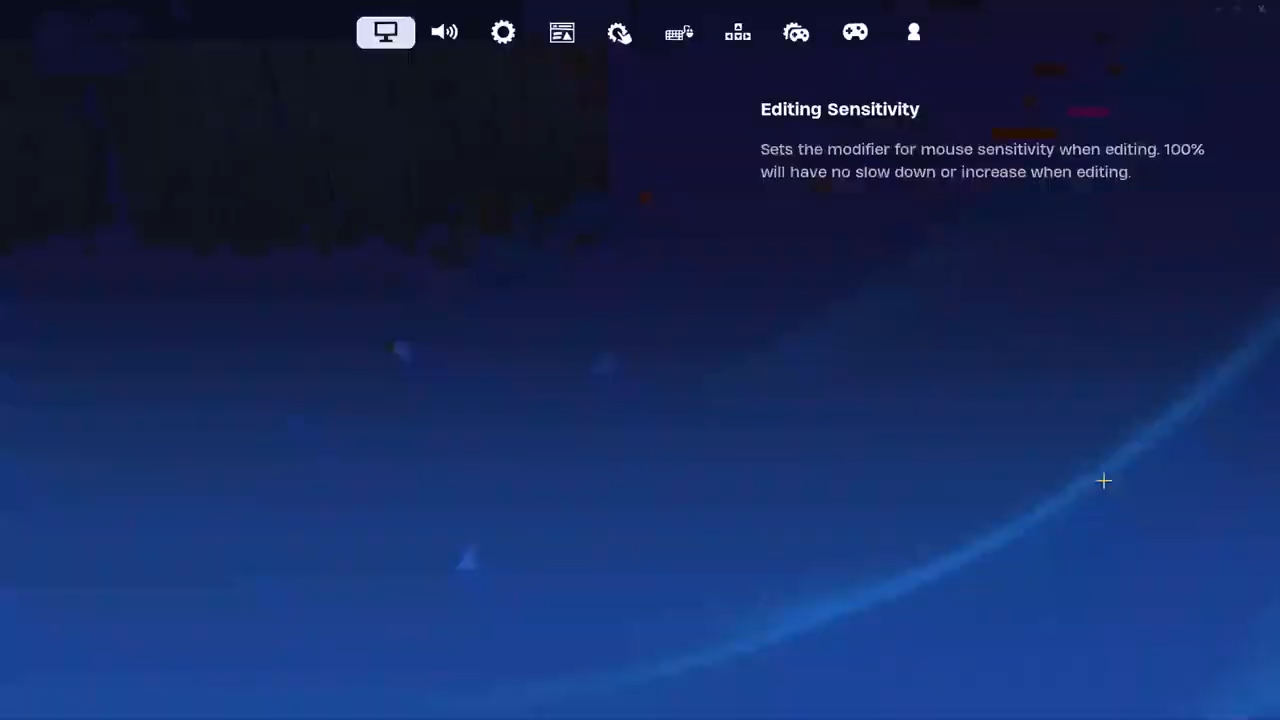 Editing Sensitivity
Sets the modifier for mouse sensitivity when editing. 100%
will have no slow down or increase when editing.